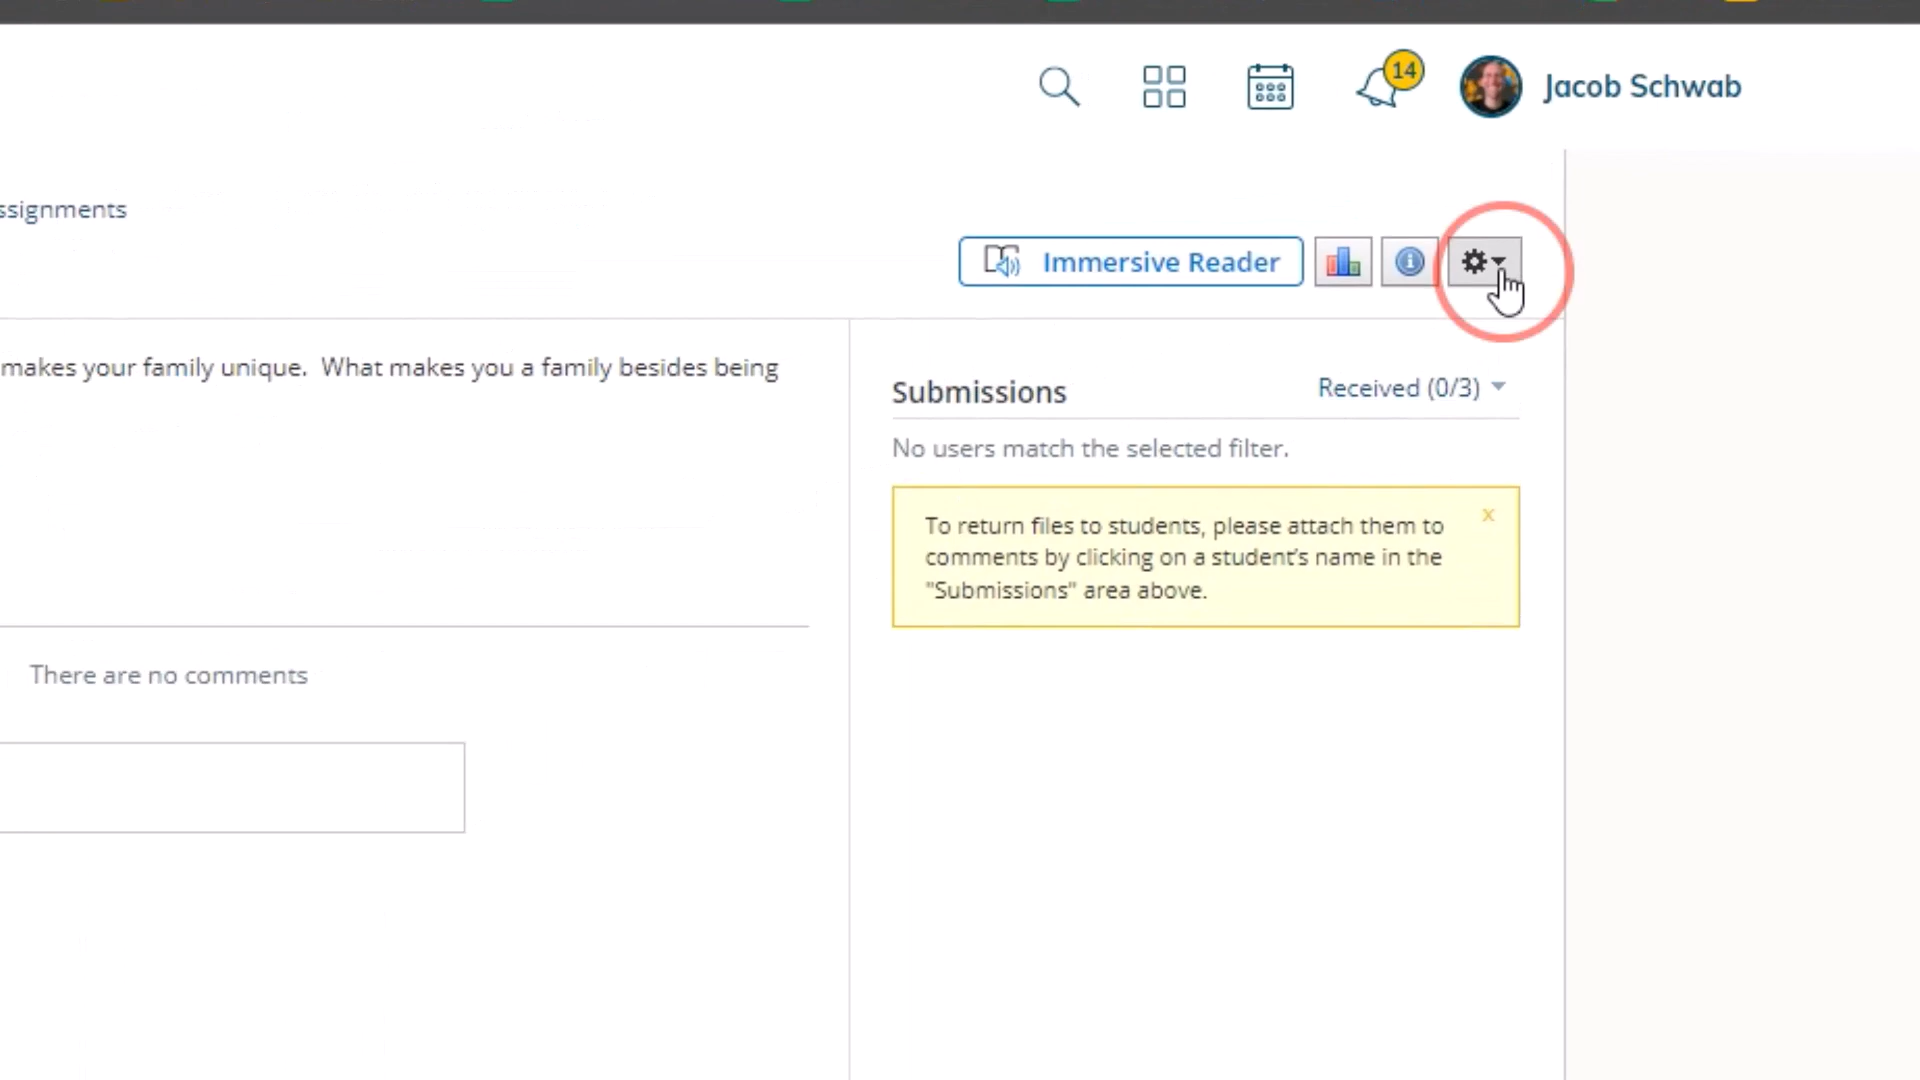 14
Jacob Schwab
ssignments
Immersive Reader
makes your family unique.  What makes you a family besides being
Submissions
Received (0/3)
No users match the selected filter.
To return files to students, please attach them to
comments by clicking on a student's name in the
"Submissions" area above.
x
There are no comments